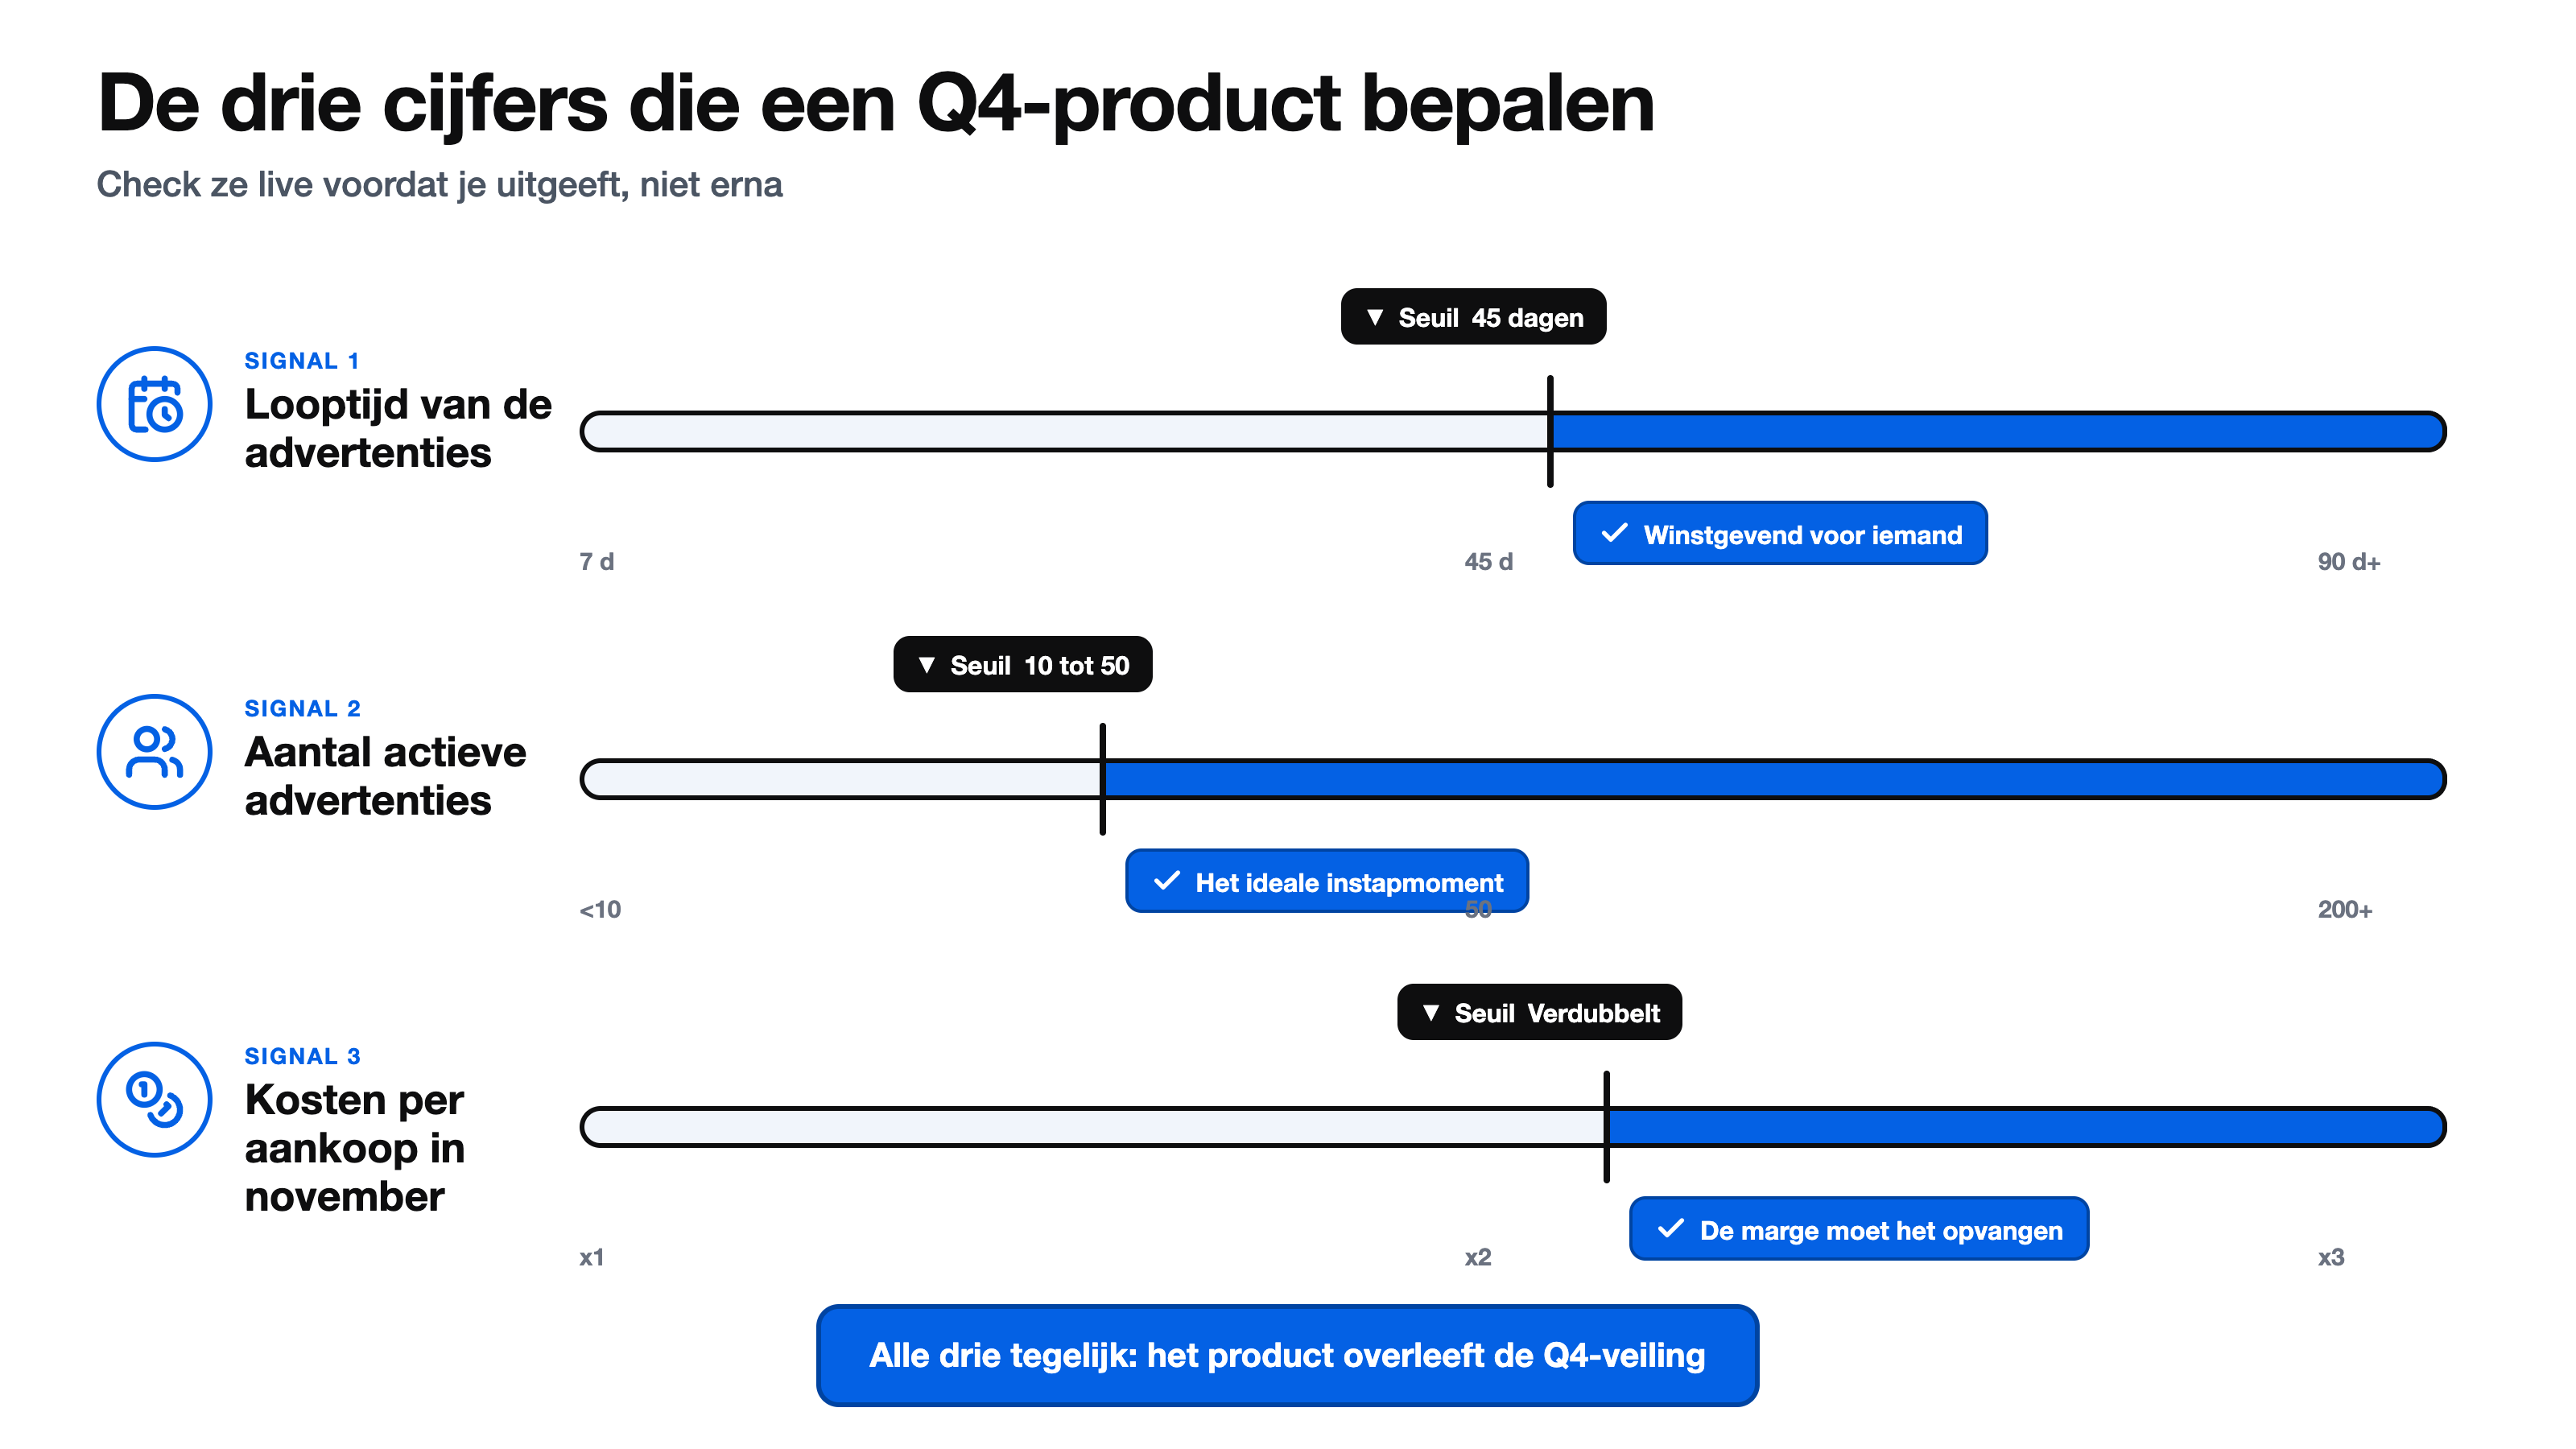 De drie cijfers die een Q4-product bepalen
Check ze live voordat je uitgeeft, niet erna
▼ Seuil 45 dagen
SIGNAL 1
Looptijd van de
advertenties
✓ Winstgevend voor iemand
7 d
45 d
90 d+
▼ Seuil 10 tot 50
SIGNAL 2
Aantal actieve
advertenties
✓ Het ideale instapmoment
<10
50
200+
▼ Seuil Verdubbelt
SIGNAL 3
Kosten per
aankoop in
november
✓ De marge moet het opvangen
x1
x2
x3
Alle drie tegelijk: het product overleeft de Q4-veiling